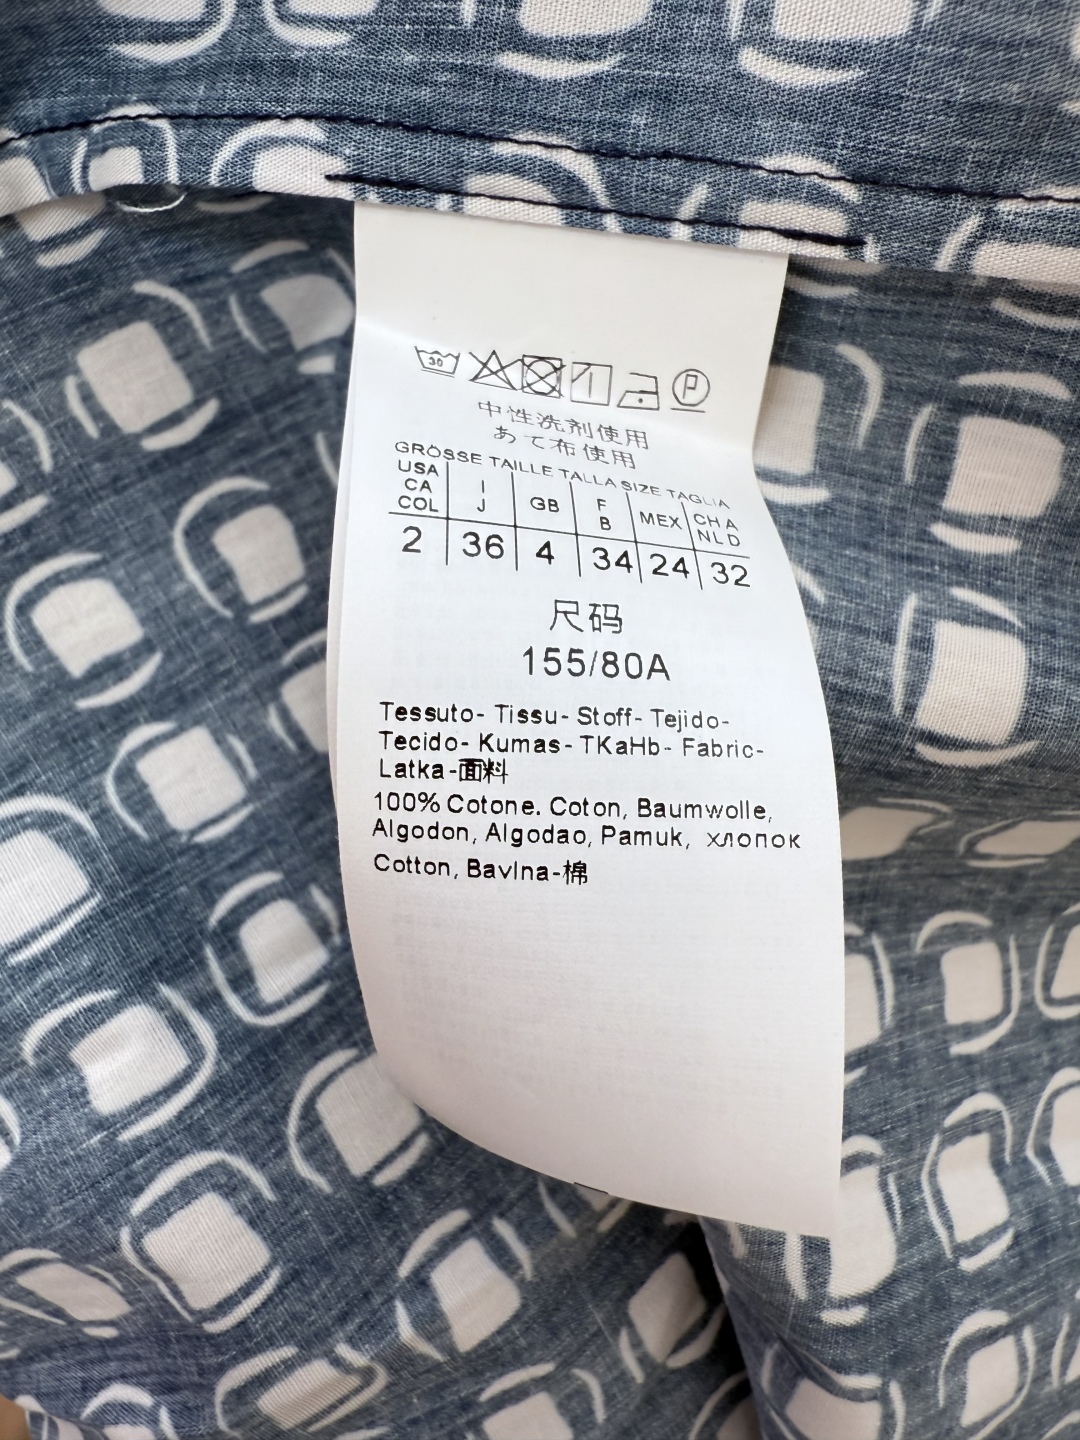 30
P
中性洗剤使用
あて布使用
GRÖSSE TAILLE TALLA SIZE TAGLIA
USA CA COL I J GB F B MEX CH A NL D
2 36 4 34 24 32
尺码
155/80A
Tessuto- Tissu- Stoff- Tejido-
Tecido- Kumas- TKaHb- Fabric-
Latka-面料
100% Cotone. Coton, Baumwolle,
Algodon, Algodao, Pamuk, хлопок
Cotton, Bavlna-棉